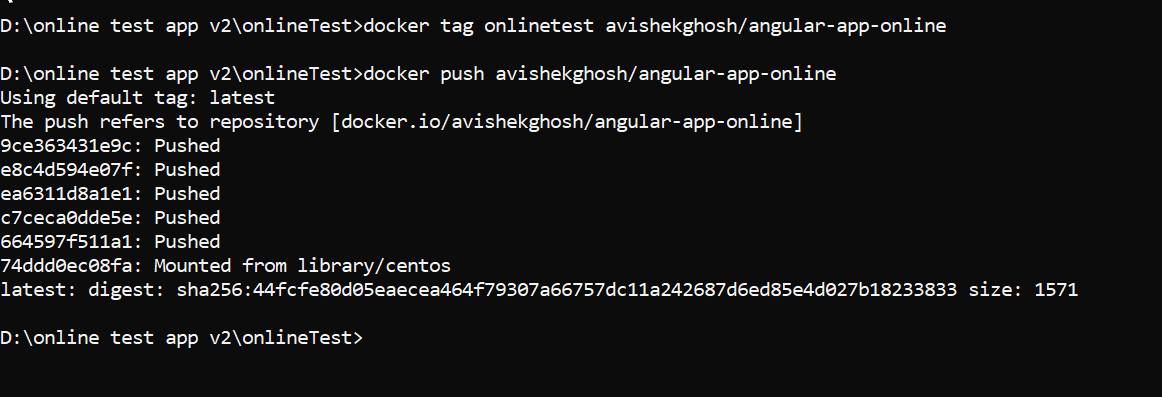 D:\online test app v2\onlineTest>docker tag onlinetest avishekghosh/angular-app-online
D:\online test app v2\onlineTest>docker push avishekghosh/angular-app-online
Using default tag: latest
The push refers to repository [docker.io/avishekghosh/angular-app-online]
9ce363431e9c: Pushed
e8c4d594e07f: Pushed
ea6311d8a1e1: Pushed
c7ceca0dde5e: Pushed
664597f511a1: Pushed
74ddd0ec08fa: Mounted from library/centos
latest: digest: sha256:44fcfe80d05eaecea464f79307a66757dc11a242687d6ed85e4d027b18233833 size: 1571
D:\online test app v2\onlineTest>